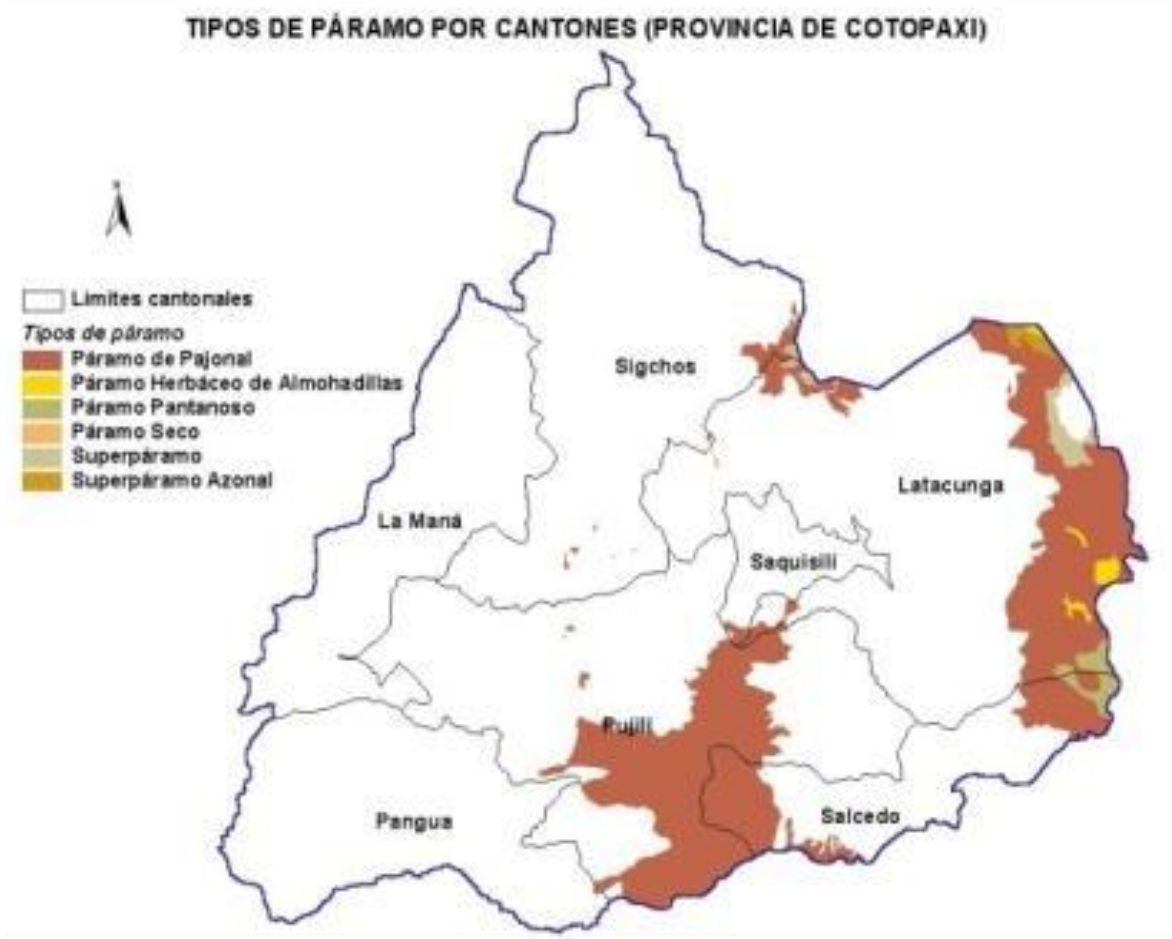 TIPOS DE PÁRAMO POR CANTONES (PROVINCIA DE COTOPAXI)
Limites cantonales
Tipos de páramo
Páramo de Pajonal
Páramo Herbáceo de Almohadillas
Páramo Pantanoso
Páramo Seco
Superpáramo
Superpáramo Azonal
Sigchos
Latacunga
La Maná
Saquisilí
Pujilí
Pangua
Salcedo